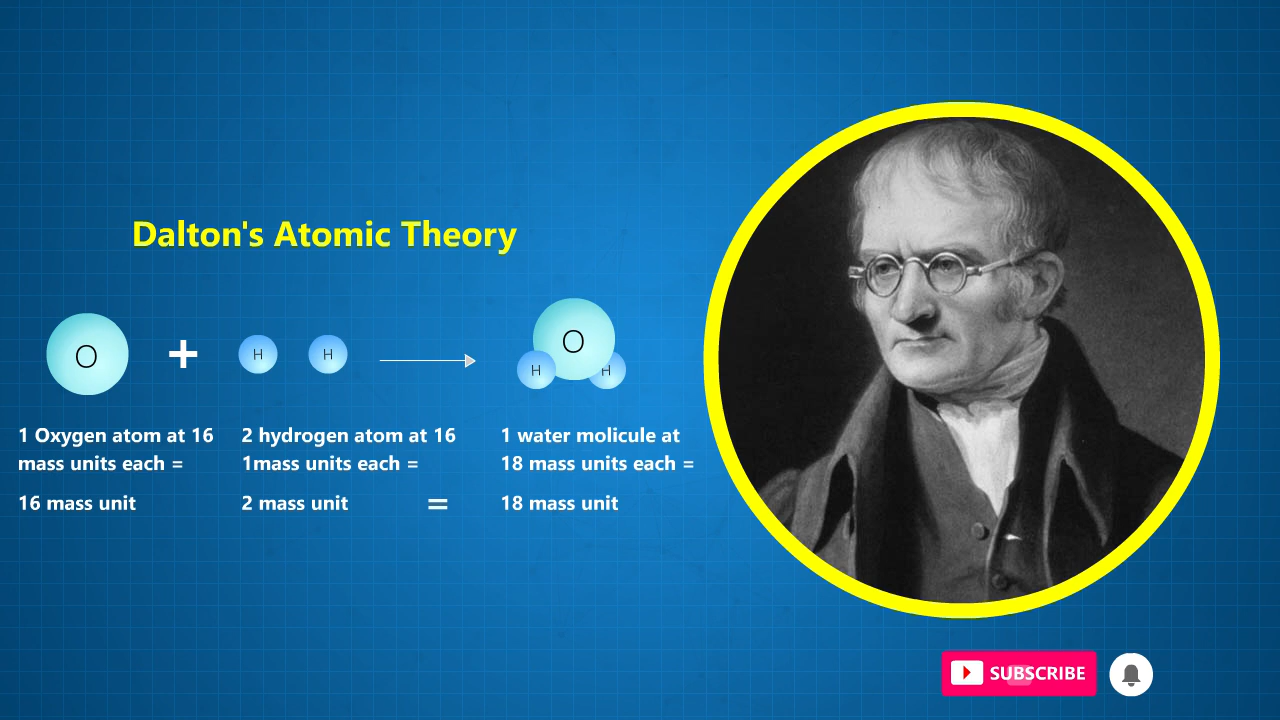 Dalton's Atomic Theory
O + H H O H H
1 Oxygen atom at 16
mass units each =
16 mass unit
2 hydrogen atom at 16
1mass units each =
2 mass unit
=
1 water molicule at
18 mass units each =
18 mass unit
SUBSCRIBE